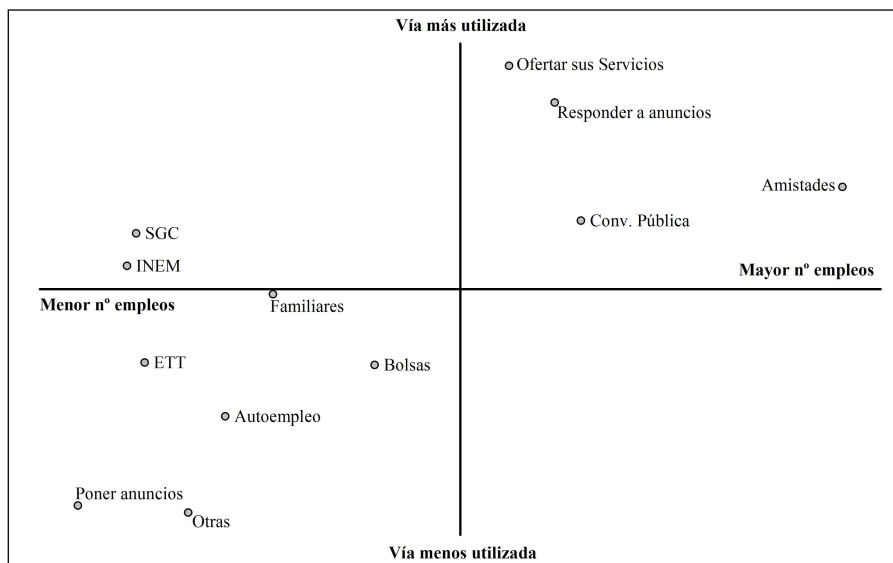 Vía más utilizada
Ofertar sus Servicios
Responder a anuncios
Amistades
Conv. Pública
SGC
INEM
Mayor nº empleos
Menor nº empleos
Familiares
ETT
Bolsas
Autoempleo
Poner anuncios
Otras
Vía menos utilizada